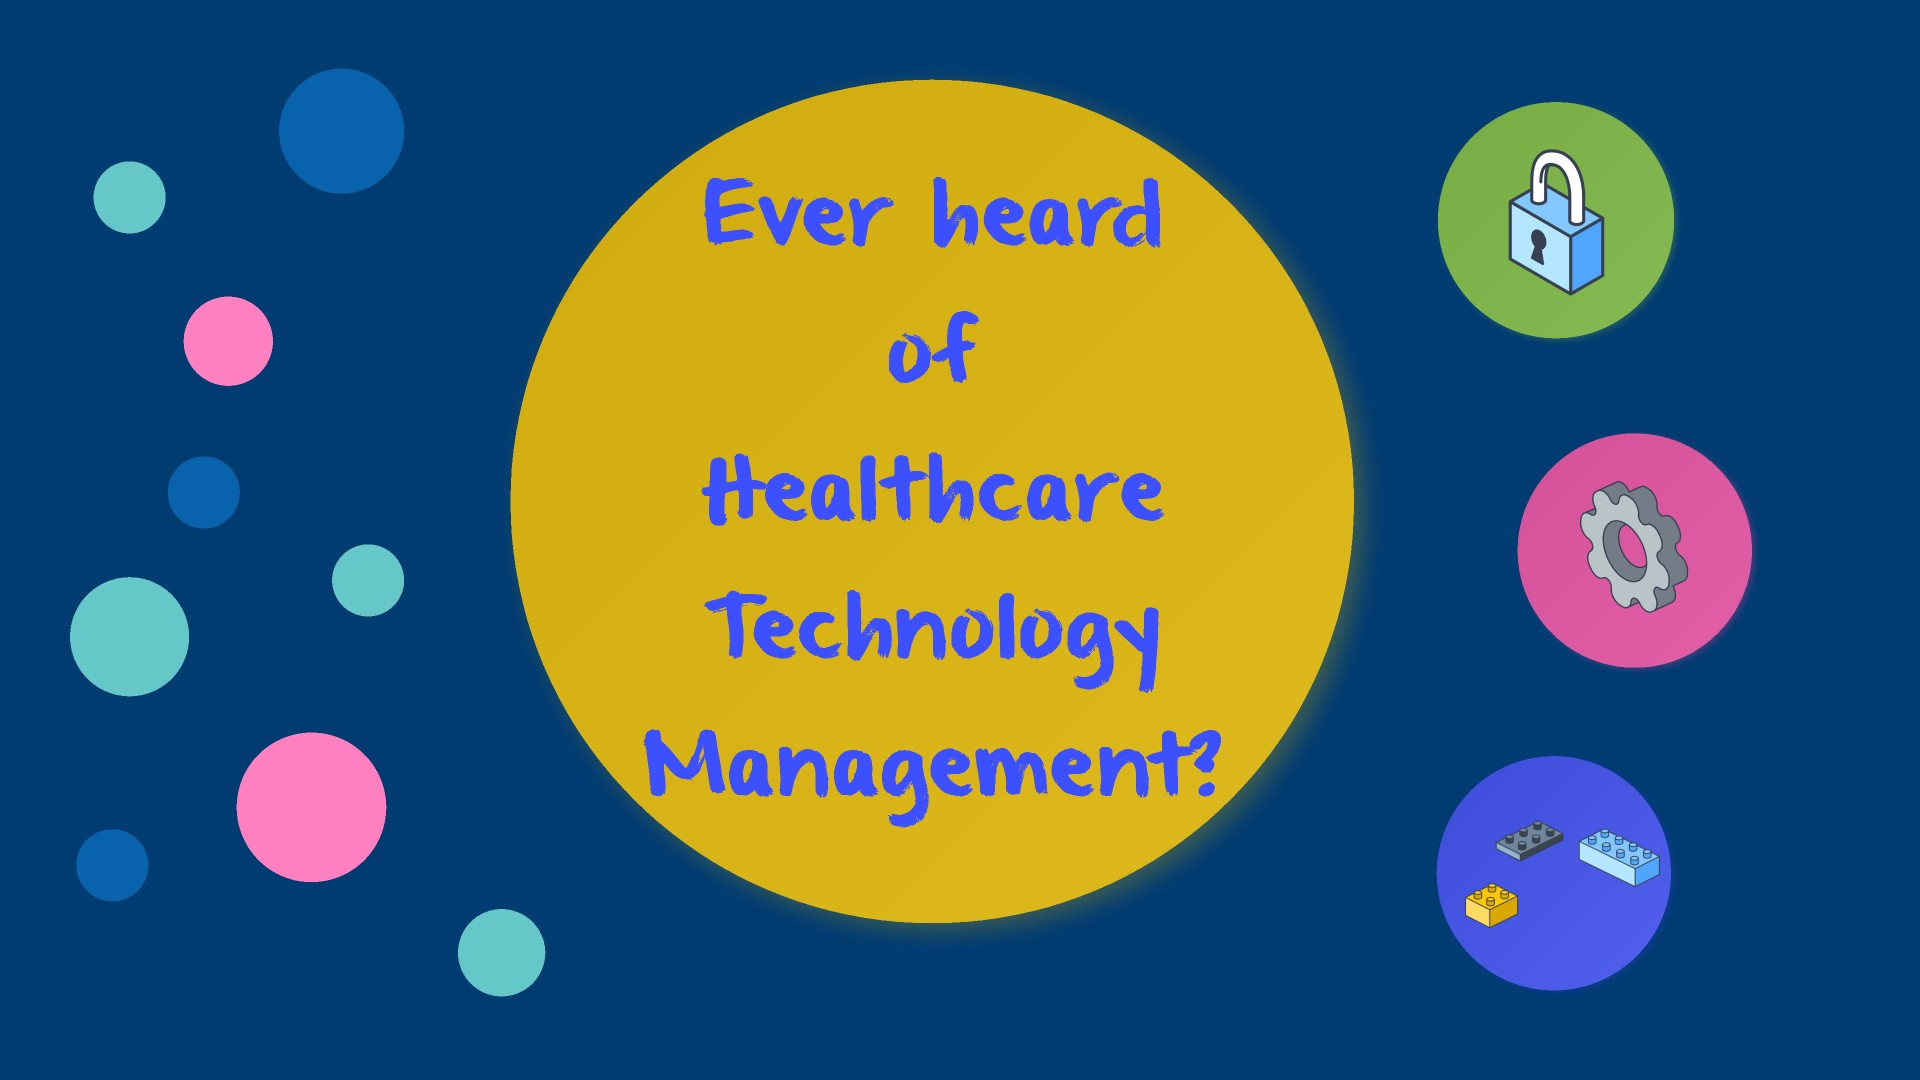 Ever heard
of
Healthcare
Technology
Management?